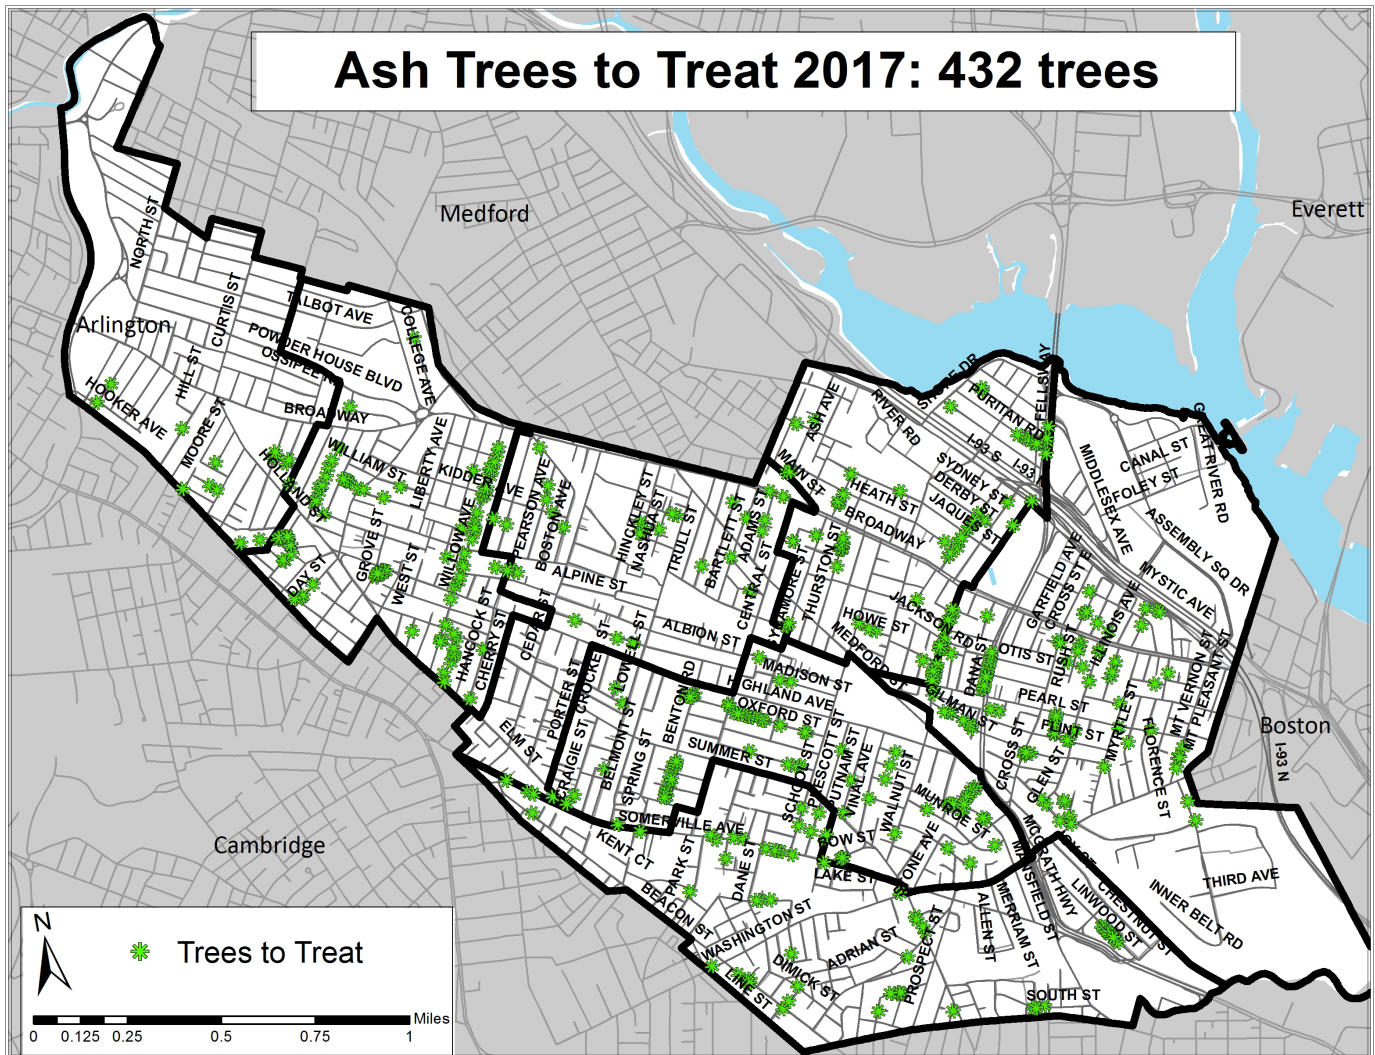 Ash Trees to Treat 2017: 432 trees
Medford
Everett
Arlington
Cambridge
Boston
NORTH ST
CURTIS ST
TALBOT AVE
COLLEGE AVE
POWDER HOUSE BLVD
HILL ST
HOOKER AVE
MORE ST
BROADWAY
HOLLAND ST
WILLIAM ST
LIBERTY AVE
KIDDER AVE
WILLOW AVE
GROVE ST
WEST ST
DAY ST
HANCOCK ST
CHERRY ST
CEDAR ST
PEARSON AVE
BOSTON AVE
ALPINE ST
HINCKLEY ST
NASHUA ST
TRULL ST
BARTLETT ST
ADAMS ST
CENTRAL ST
SYCAMORE ST
THURSTON ST
ALBION ST
LOWELL ST
PORTER ST
CRAIGIE ST
ELM ST
BELMONT ST
SPRING ST
BENTON RD
SUMMER ST
SOMERVILLE AVE
KENT CT
PARK ST
BEACON ST
DANE ST
WASHINGTON ST
LINE ST
DIMICK ST
ADRIAN ST
PROSPECT ST
LAKE ST
BOW ST
STONE AVE
MUNROE ST
WALNUT ST
VINAL AVE
PUTNAM ST
PRESCOTT ST
SCHOOL ST
OXFORD ST
HIGHLAND AVE
MADISON ST
MEDFORD ST
HOWE ST
JACKSON RD
GILMAN ST
DANA ST
OTIS ST
PEARL ST
FLINT ST
CROSS ST
GLEN ST
RUSH ST
CROSS ST E
GARFIELD AVE
ILLINOIS AVE
MYRTLE ST
FLORENCE ST
MT VERNON ST
MT PLEASANT ST
MYSTIC AVE
ASSEMBLY SQ DR
MIDDLESEX AVE
FOLEY ST
CANAL ST
GREAT RIVER RD
FELLSWAY
PURITAN RD
I-93 S
I-93
SYDNEY ST
DERBY ST
JAQUES ST
RIVER RD
ASH AVE
MAIN ST
HEATH ST
BROADWAY
MCGRATH HWY
MANSFIELD ST
MERRIAM ST
ALLEN ST
LINWOOD ST
CHESTNUT ST
INNER BELT RD
THIRD AVE
SOUTH ST
I-93 N
N
Trees to Treat
Miles
0 0.125 0.25 0.5 0.75 1